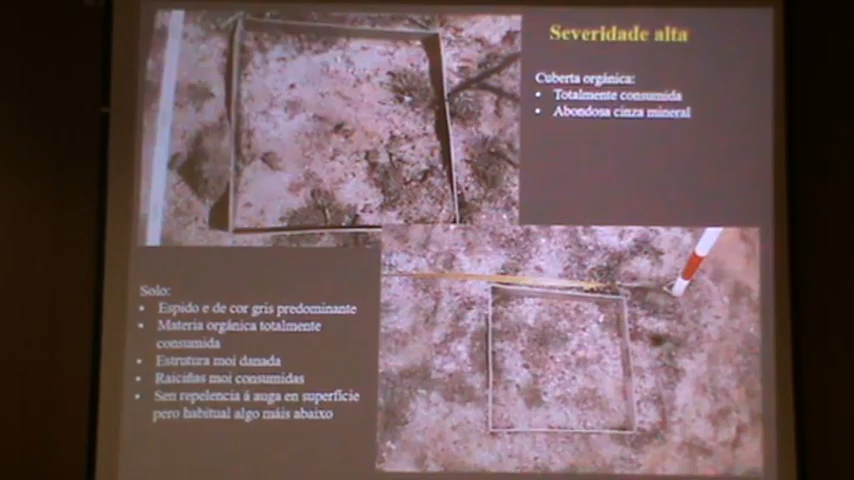 Severidade alta
Cuberta orgánica:
• Totalmente consumida
• Abondosa cinza mineral
Solo:
• Espido e de cor gris predominante
• Materia orgánica totalmente
consumida
• Estrutura moi danada
• Raiciñas moi consumidas
• Sen repelencia á auga en superfície
pero habitual algo máis abaixo